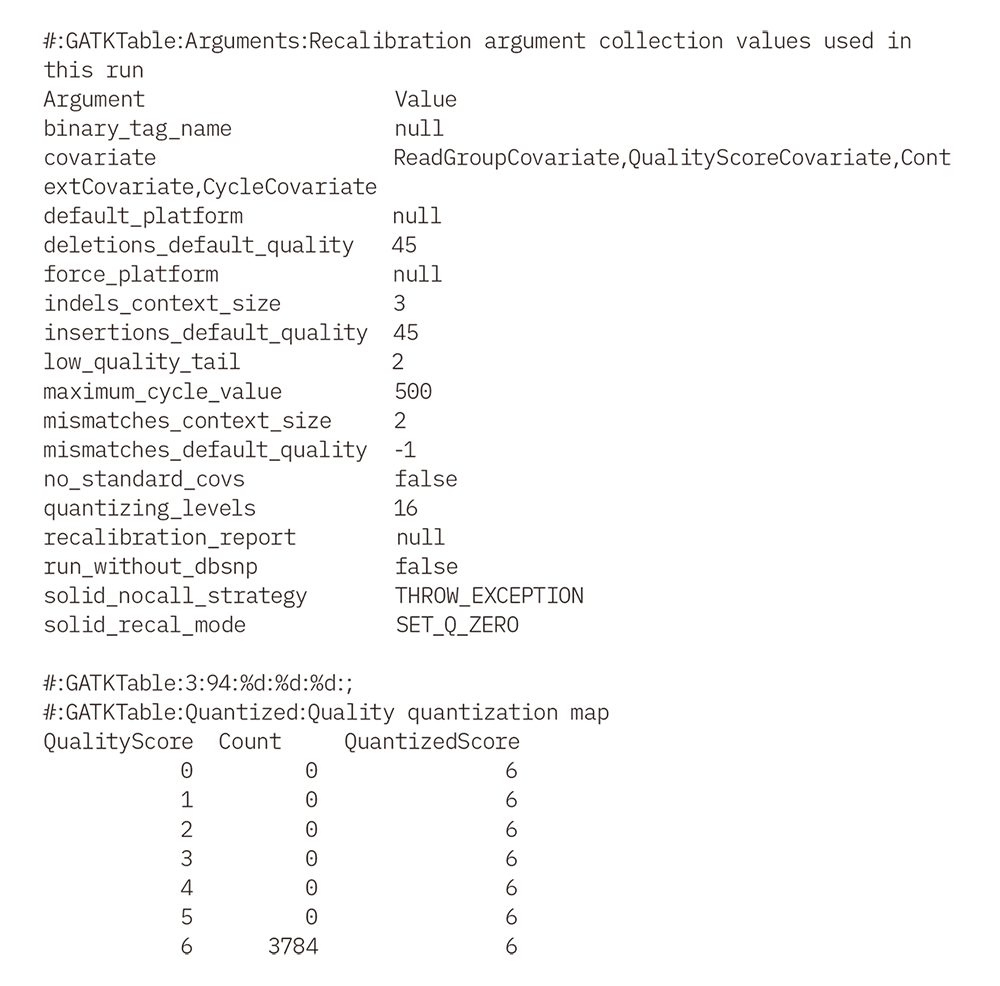 #:GATKTable:Arguments:Recalibration argument collection values used in
this run
Argument                    Value
binary_tag_name             null
covariate                   ReadGroupCovariate,QualityScoreCovariate,Cont
extCovariate,CycleCovariate
default_platform            null
deletions_default_quality   45
force_platform              null
indels_context_size         3
insertions_default_quality  45
low_quality_tail            2
maximum_cycle_value         500
mismatches_context_size     2
mismatches_default_quality  -1
no_standard_covs            false
quantizing_levels           16
recalibration_report        null
run_without_dbsnp           false
solid_nocall_strategy       THROW_EXCEPTION
solid_recal_mode            SET_Q_ZERO

#:GATKTable:3:94:%d:%d:%d:;
#:GATKTable:Quantized:Quality quantization map
QualityScore  Count     QuantizedScore
           0         0               6
           1         0               6
           2         0               6
           3         0               6
           4         0               6
           5         0               6
           6      3784               6